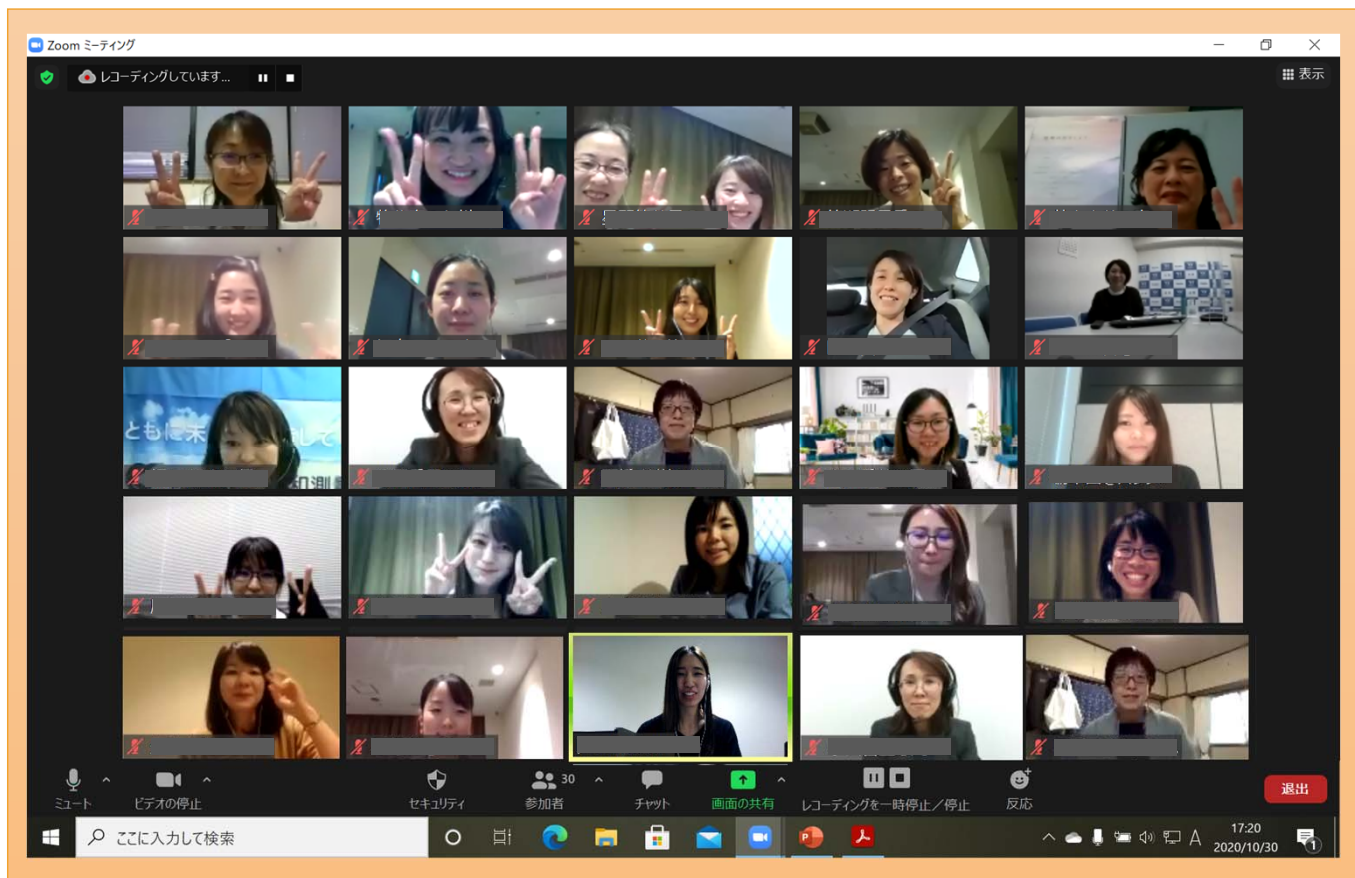 Zoom ミーティング
レコーディングしています...
表示
ともに未
して
ミュート
ビデオの停止
セキュリティ
参加者
30
チャット
画面の共有
レコーディングを一時停止／停止
反応
退出
ここに入力して検索
A
17:20
2020/10/30
1